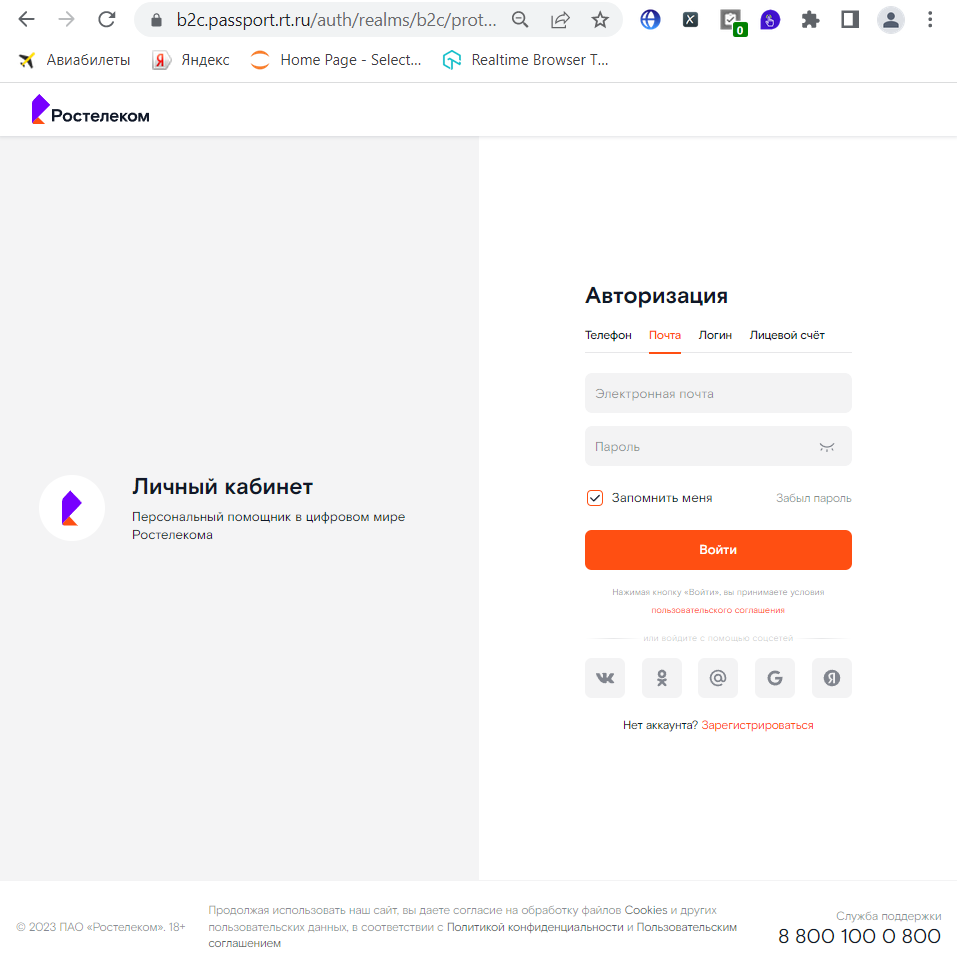 b2c.passport.rt.ru/auth/realms/b2c/prot...
0
Авиабилеты Яндекс Home Page - Select... Realtime Browser T...
Ростелеком
Авторизация
Телефон Почта Логин Лицевой счёт
Электронная почта
Пароль
Личный кабинет
Персональный помощник в цифровом мире
Ростелекома
Запомнить меня Забыл пароль
Войти
Нажимая кнопку «Войти», вы принимаете условия
пользовательского соглашения
или войдите с помощью соцсетей
Нет аккаунта? Зарегистрироваться
© 2023 ПАО «Ростелеком». 18+
Продолжая использовать наш сайт, вы даете согласие на обработку файлов Cookies и других
пользовательских данных, в соответствии с Политикой конфиденциальности и Пользовательским
соглашением
Служба поддержки
8 800 100 0 800